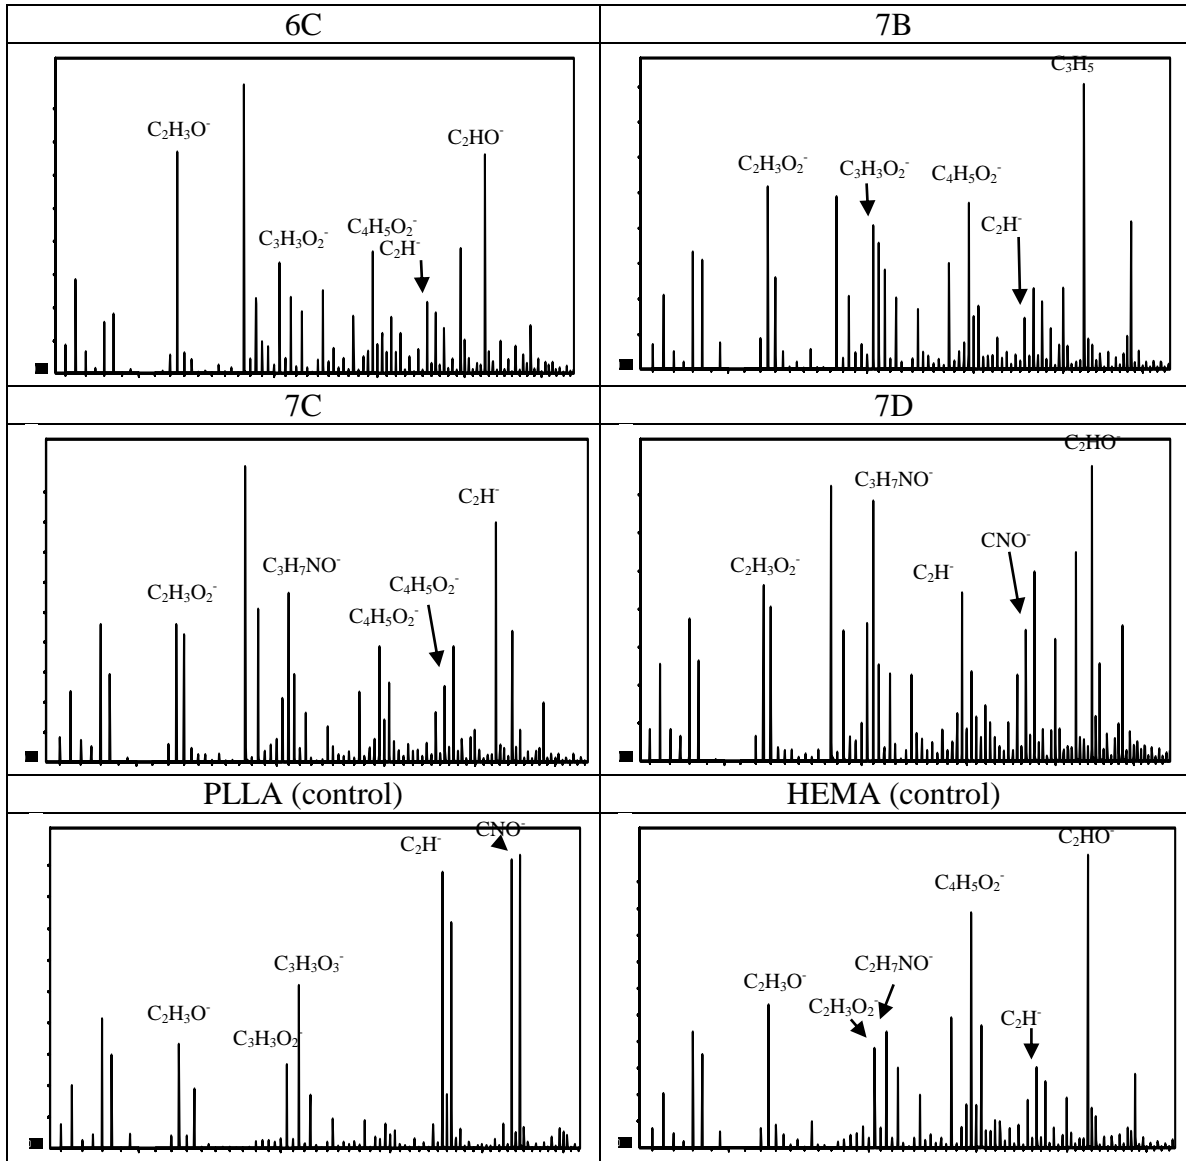 6C
7B
C₂H₃O⁻
C₂HO⁻
C₃H₃O₂⁻
C₄H₅O₂⁻
C₂H⁻
C₃H₅
C₂H₃O₂⁻
C₃H₃O₂⁻
C₄H₅O₂⁻
C₂H⁻
7C
7D
C₂H⁻
C₃H₇NO⁻
C₂H₃O₂⁻
C₄H₅O₂⁻
C₄H₅O₂⁻
C₂HO⁻
C₃H₇NO⁻
CNO⁻
C₂H₃O₂⁻
C₂H⁻
PLLA (control)
HEMA (control)
CNO⁻
C₂H⁻
C₃H₃O₃⁻
C₂H₃O⁻
C₃H₃O₂⁻
C₂HO⁻
C₄H₅O₂⁻
C₂H₇NO⁻
C₂H₃O⁻
C₂H₃O₂⁻
C₂H⁻